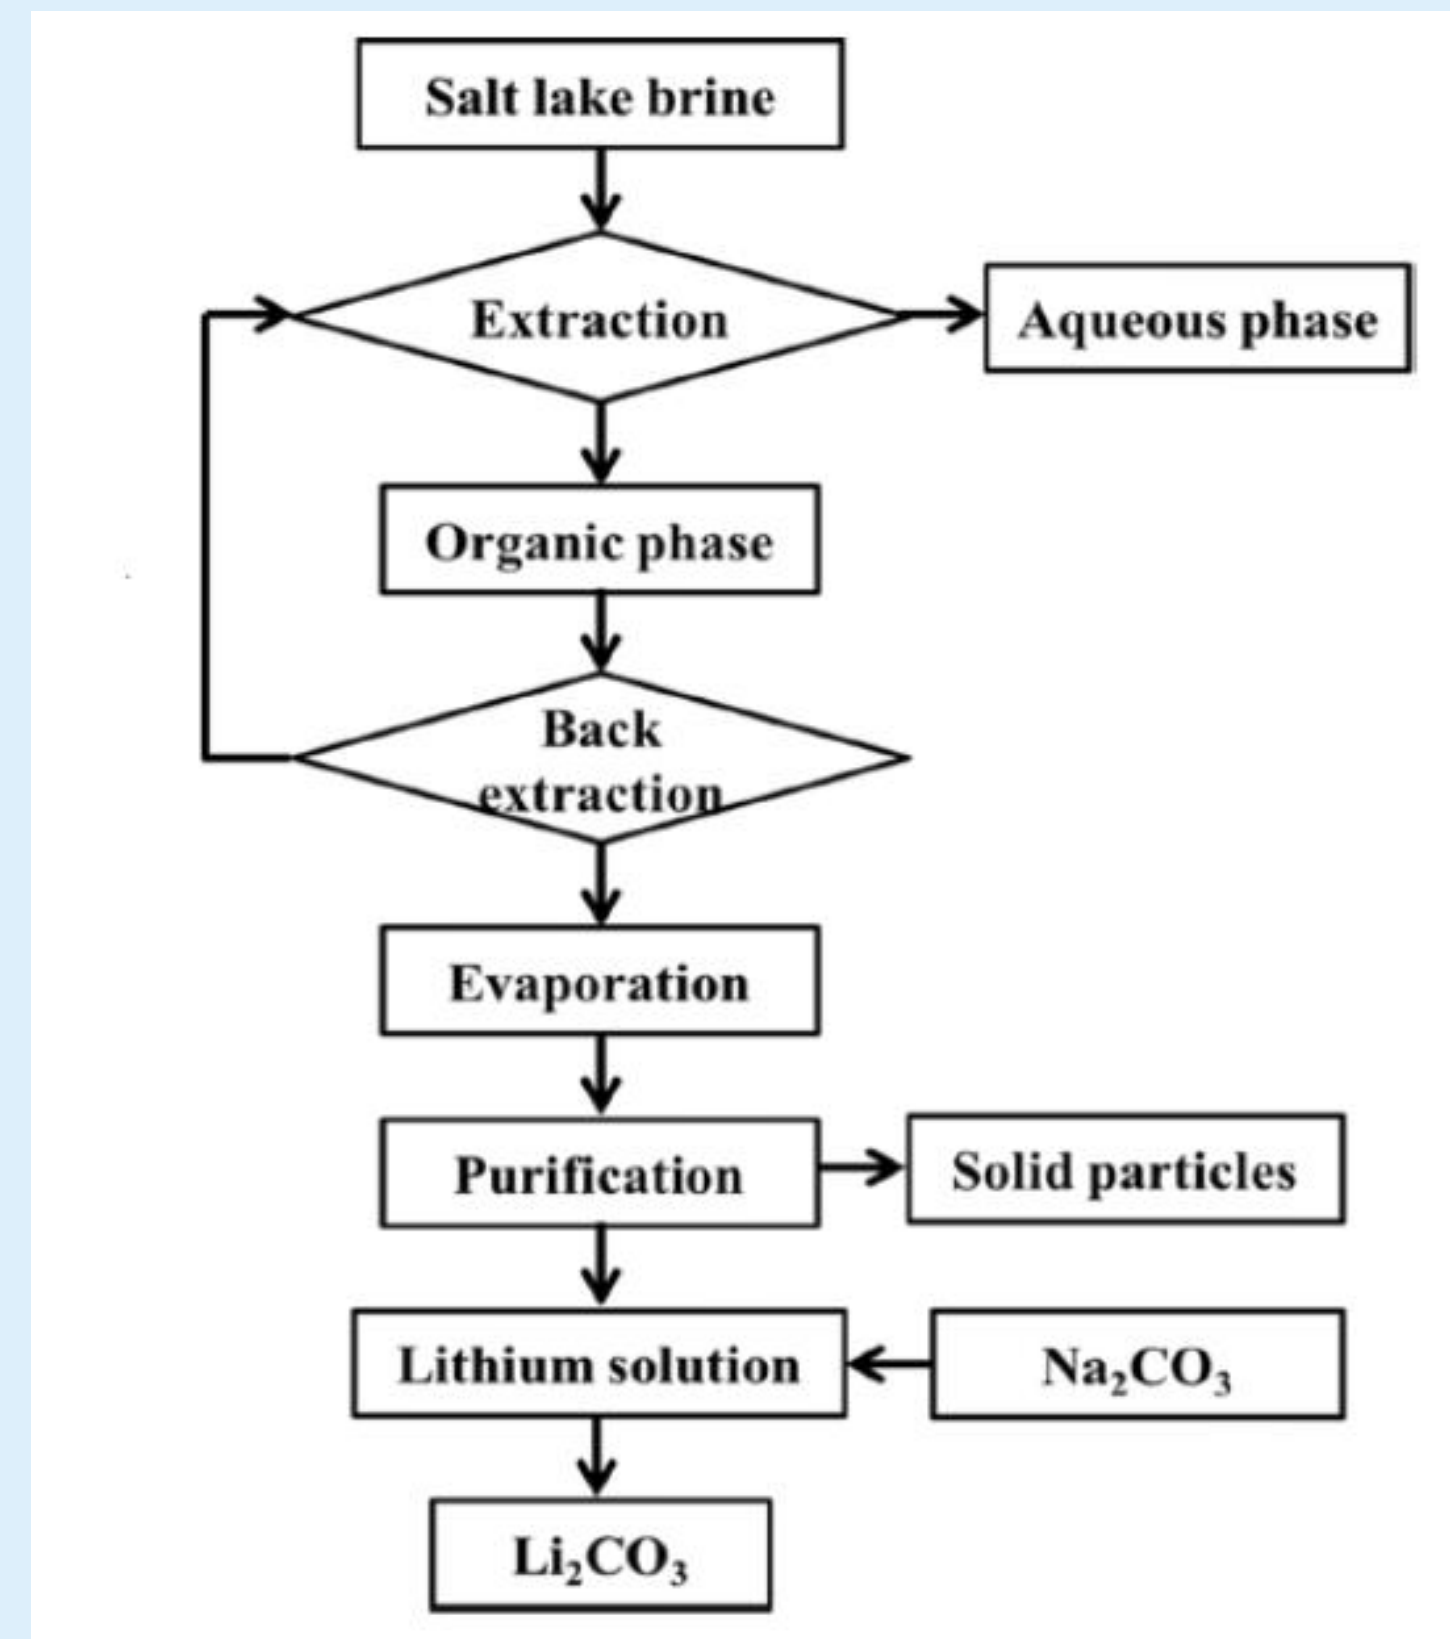 Salt lake brine
Extraction
Aqueous phase
Organic phase
Back
extraction
Evaporation
Purification
Solid particles
Lithium solution
Na₂CO₃
Li₂CO₃